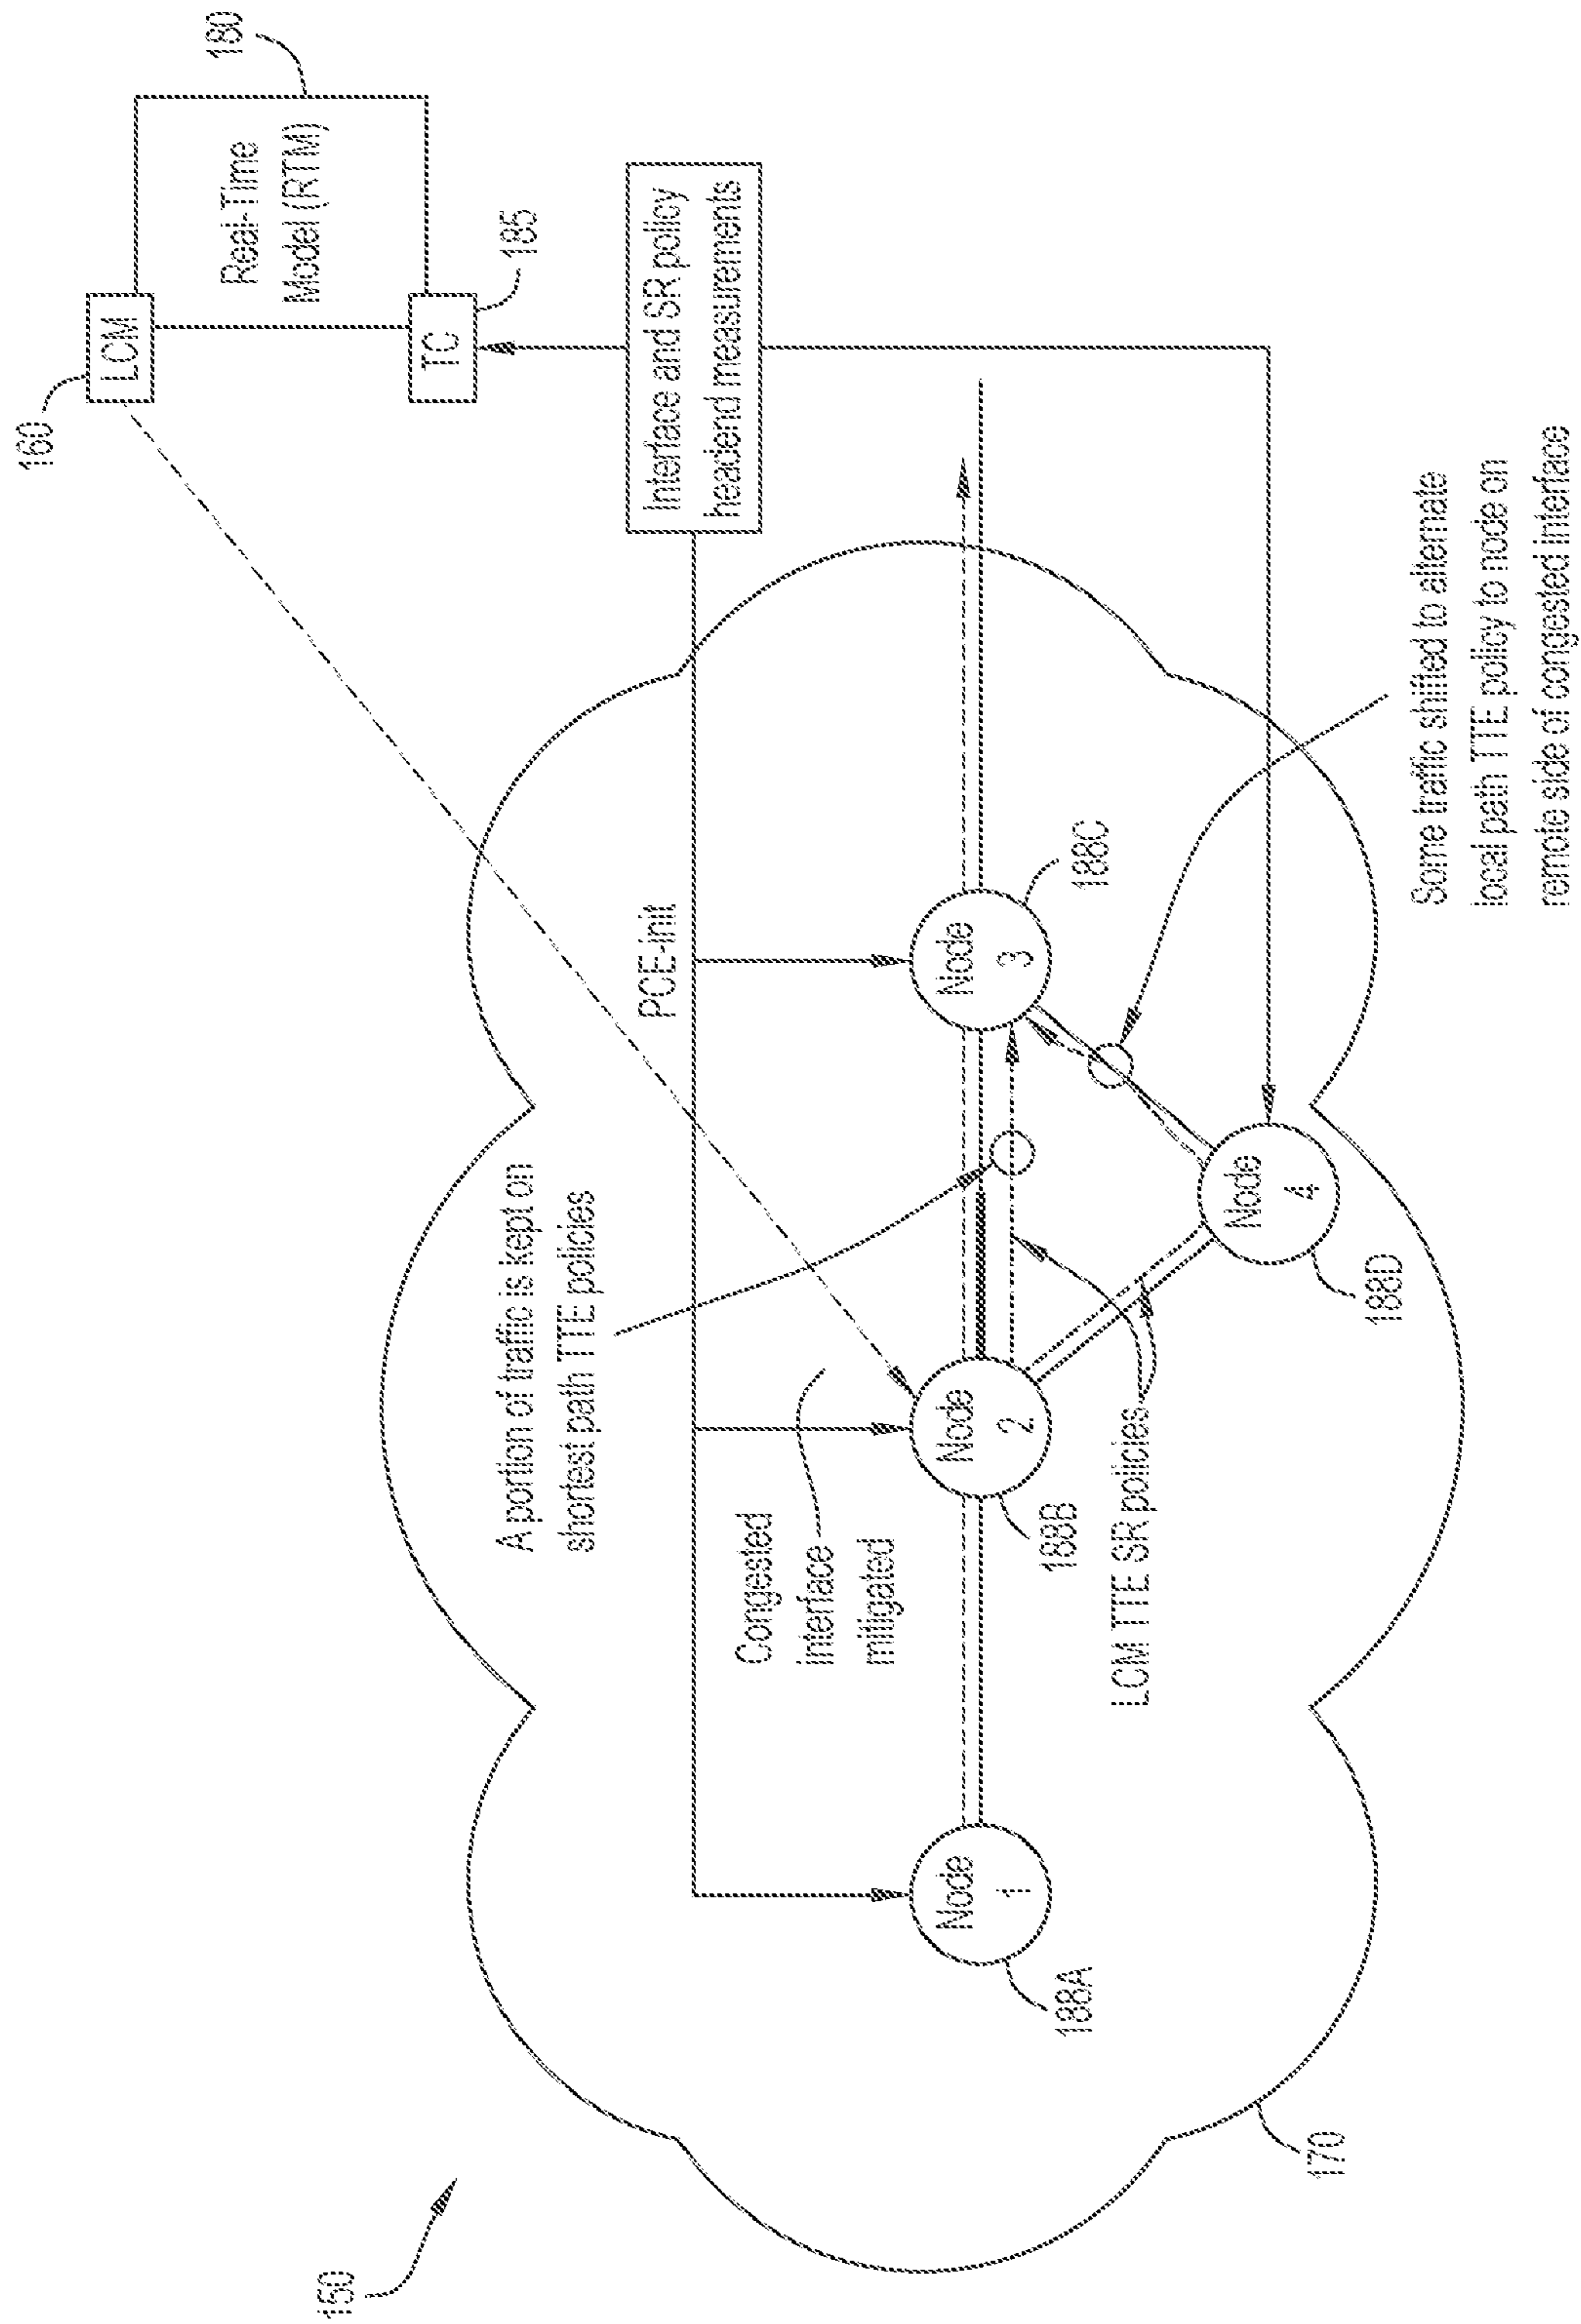 150
160
LCM
Real-Time
Model (RTM)
180
TC
185
Interface and SR policy
headend measurements
PCE-init
A portion of traffic is kept on
shortest path TTE policies
Congested
interface
mitigated
Node
1
188A
Node
2
188B
Node
3
188C
Node
4
188D
LCM TTE SR policies
Some traffic shifted to alternate
local path TTE policy to node on
remote side of congested interface
170